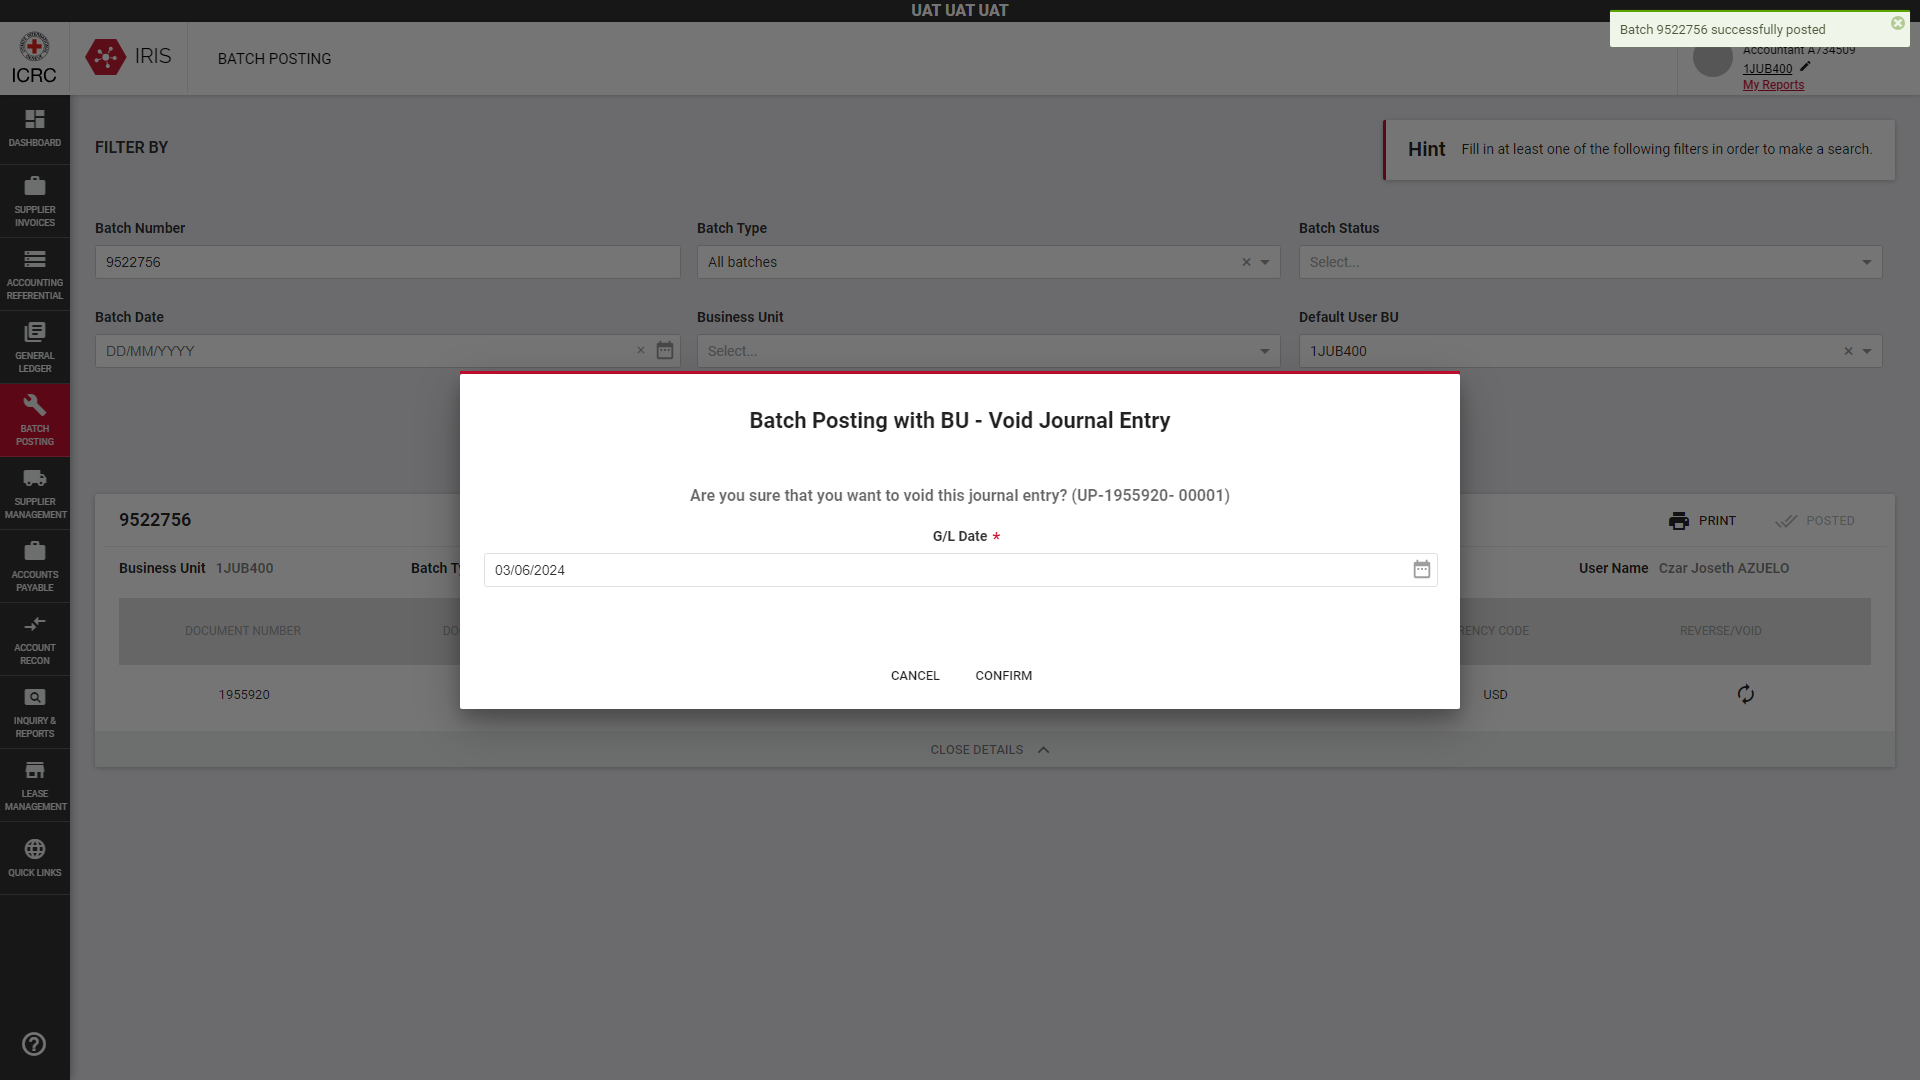 UAT UAT UAT
Batch 9522756 successfully posted
ICRC
IRIS
BATCH POSTING
Accountant A734509
1JUB400
My Reports
DASHBOARD
SUPPLIER
INVOICES
ACCOUNTING
REFERENTIAL
GENERAL
LEDGER
BATCH
POSTING
SUPPLIER
MANAGEMENT
ACCOUNTS
PAYABLE
ACCOUNT
RECON
INQUIRY &
REPORTS
LEASE
MANAGEMENT
QUICK LINKS
FILTER BY
Hint Fill in at least one of the following filters in order to make a search.
Batch Number
Batch Type
Batch Status
9522756
All batches
Select...
Batch Date
Business Unit
Default User BU
DD/MM/YYYY
Select...
1JUB400
Batch Posting with BU - Void Journal Entry
Are you sure that you want to void this journal entry? (UP-1955920- 00001)
G/L Date *
03/06/2024
CANCEL
CONFIRM
9522756
PRINT
POSTED
Business Unit 1JUB400
Batch
User Name Czar Joseth AZUELO
DOCUMENT NUMBER
CODE
REVERSE/VOID
1955920
USD
CLOSE DETAILS